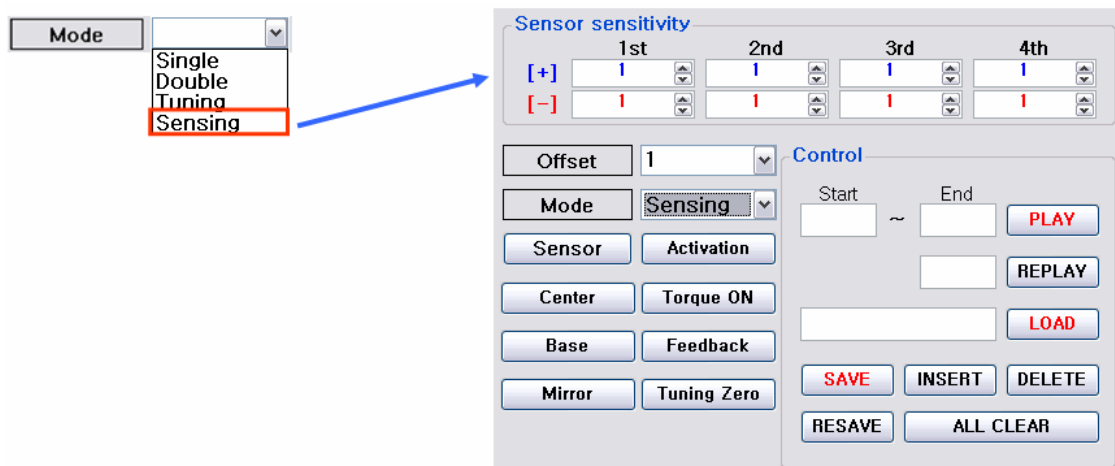 Mode
Single
Double
Tuning
Sensing
Sensor sensitivity
1st 2nd 3rd 4th
[+] 1 1 1 1
[-] 1 1 1 1
Offset 1
Mode Sensing
Sensor Activation
Center Torque ON
Base Feedback
Mirror Tuning Zero
Control
Start End
~ PLAY
REPLAY
LOAD
SAVE INSERT DELETE
RESAVE ALL CLEAR